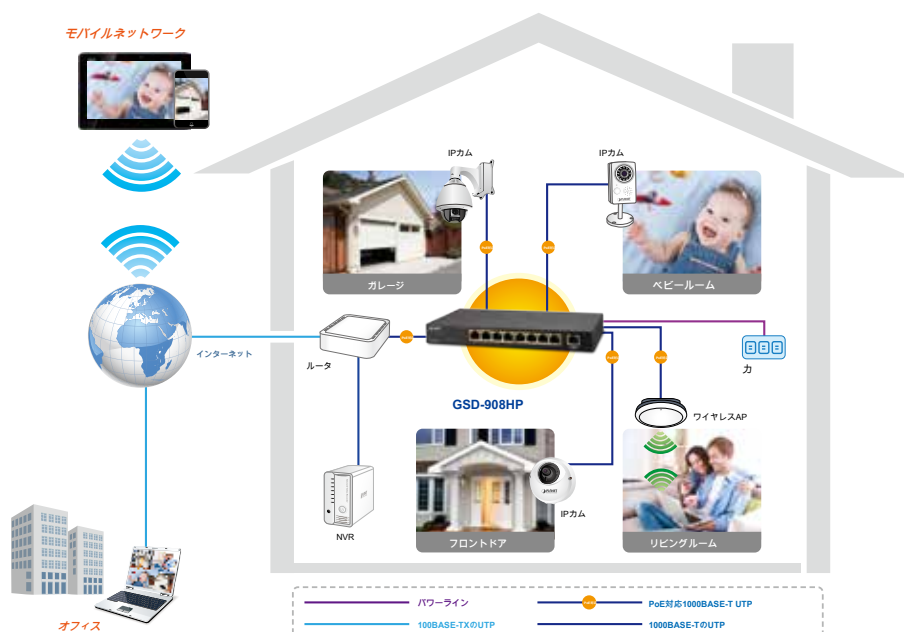 モバイルネットワーク
IPカム
IPカム
ガレージ
ベビールーム
インターネット
ルータ
力
GSD-908HP
ワイヤレスAP
NVR
IPカム
フロントドア
リビングルーム
オフィス
パワーライン
PoE対応1000BASE-T UTP
100BASE-TXのUTP
1000BASE-TのUTP